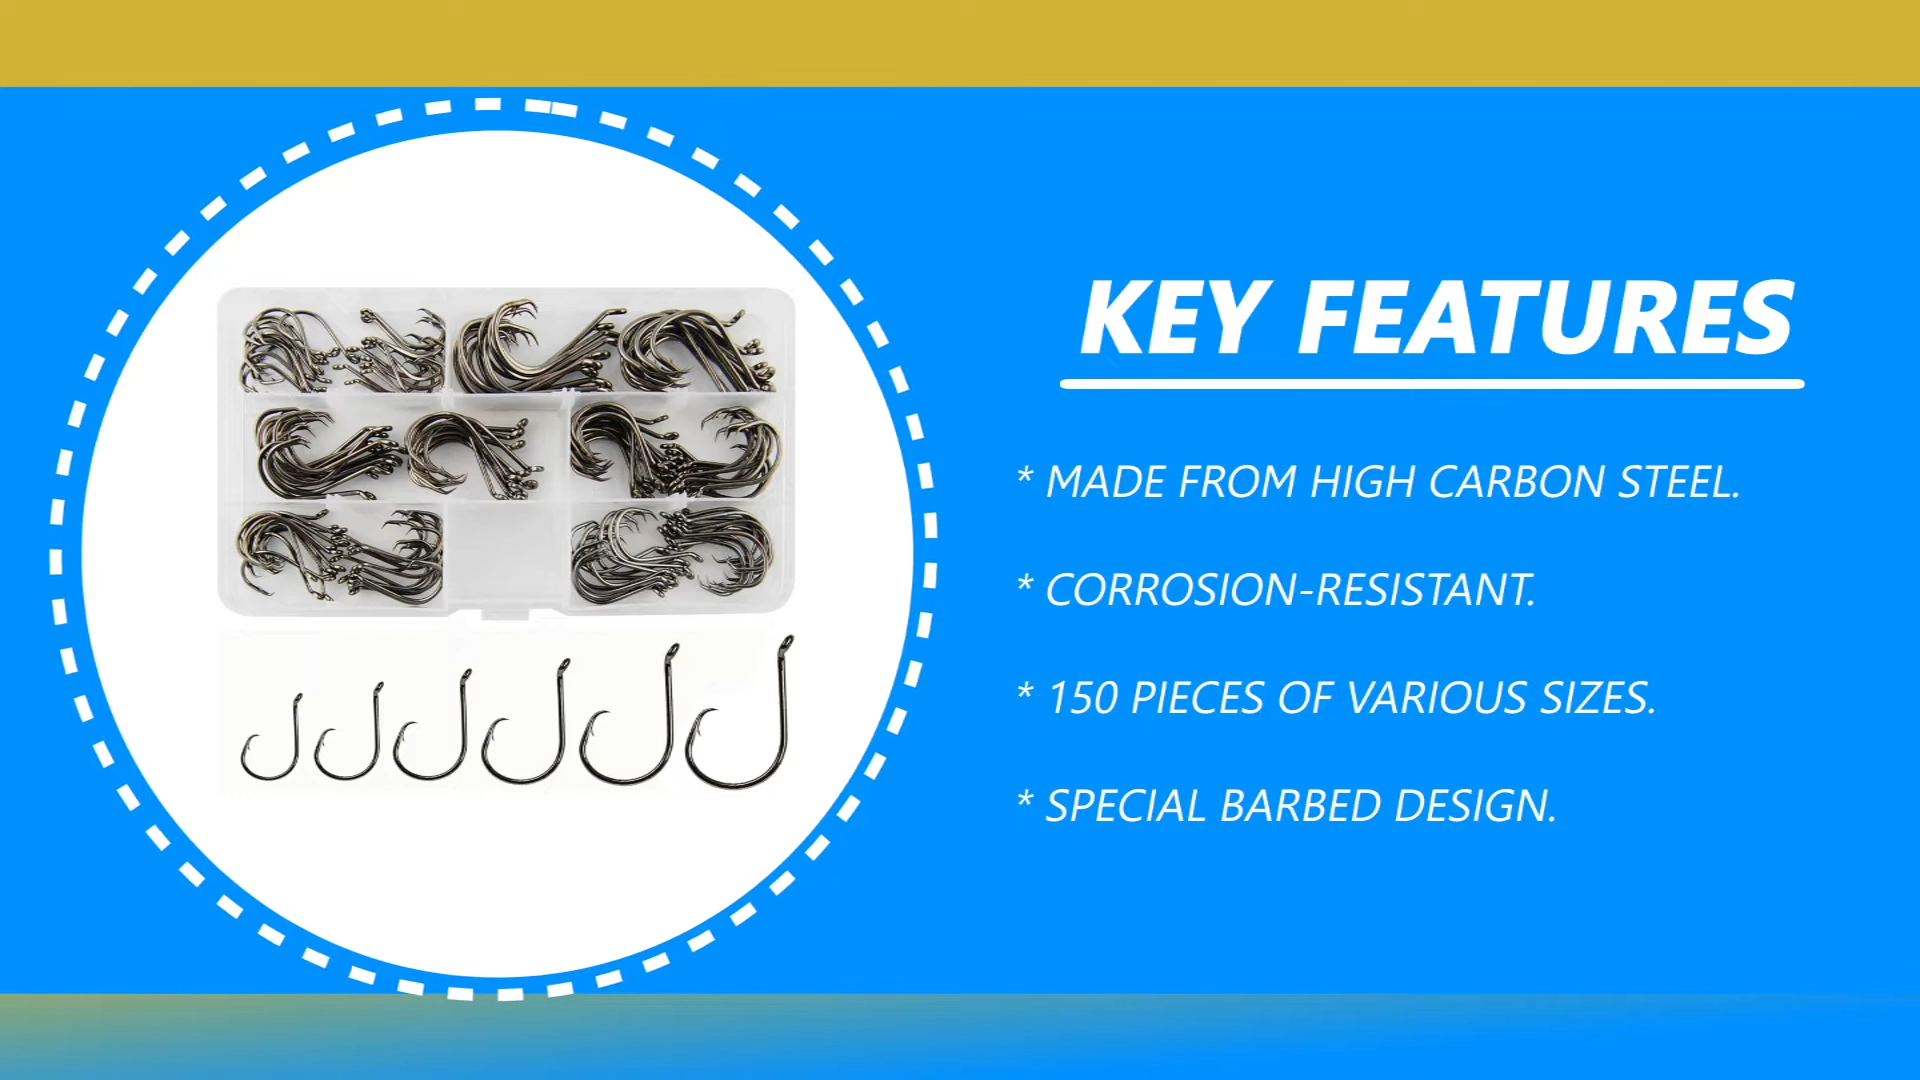 KEY FEATURES
* MADE FROM HIGH CARBON STEEL.
* CORROSION-RESISTANT.
* 150 PIECES OF VARIOUS SIZES.
* SPECIAL BARBED DESIGN.